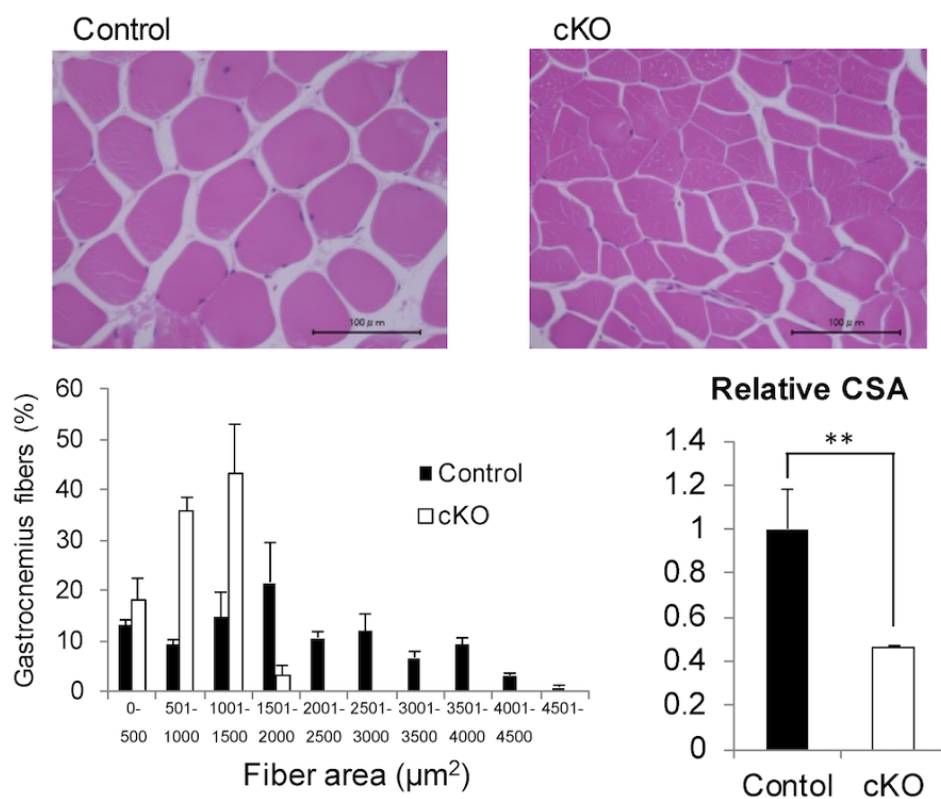 Control
cKO
100 μm
100 μm
Gastrocnemius fibers (%)
60
50
40
30
20
10
0
Control
cKO
0-500
501-1000
1001-1500
1501-2000
2001-2500
2501-3000
3001-3500
3501-4000
4001-4500
4501-
Fiber area (μm²)
Relative CSA
**
1.4
1.2
1
0.8
0.6
0.4
0.2
0
Contol
cKO